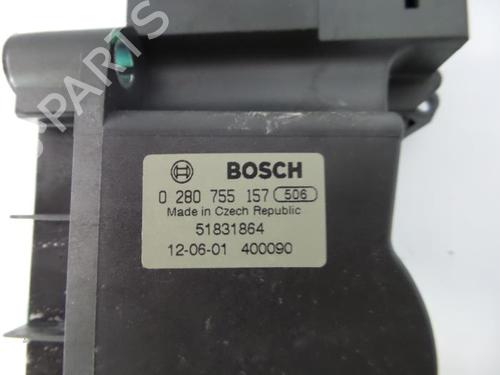 B-PARTS
BOSCH
0 280 755 157 506
Made in Czech Republic
51831864
12-06-01 400090